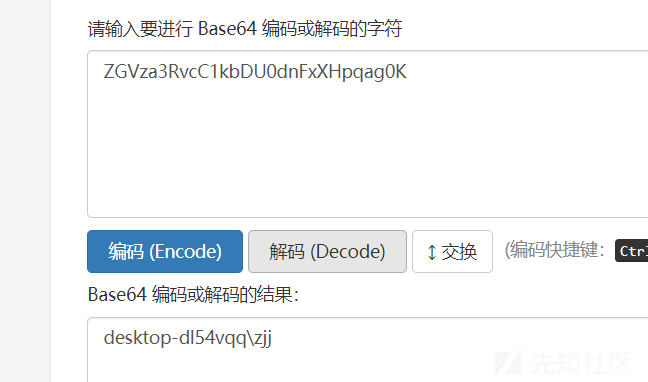 请输入要进行 Base64 编码或解码的字符
ZGVza3RvcC1kbDU0dnFxXHpqag0K
编码 (Encode) 解码 (Decode) ↕ 交换 (编码快捷键： Ctrl
Base64 编码或解码的结果：
desktop-dl54vqq\zjj
先知社区